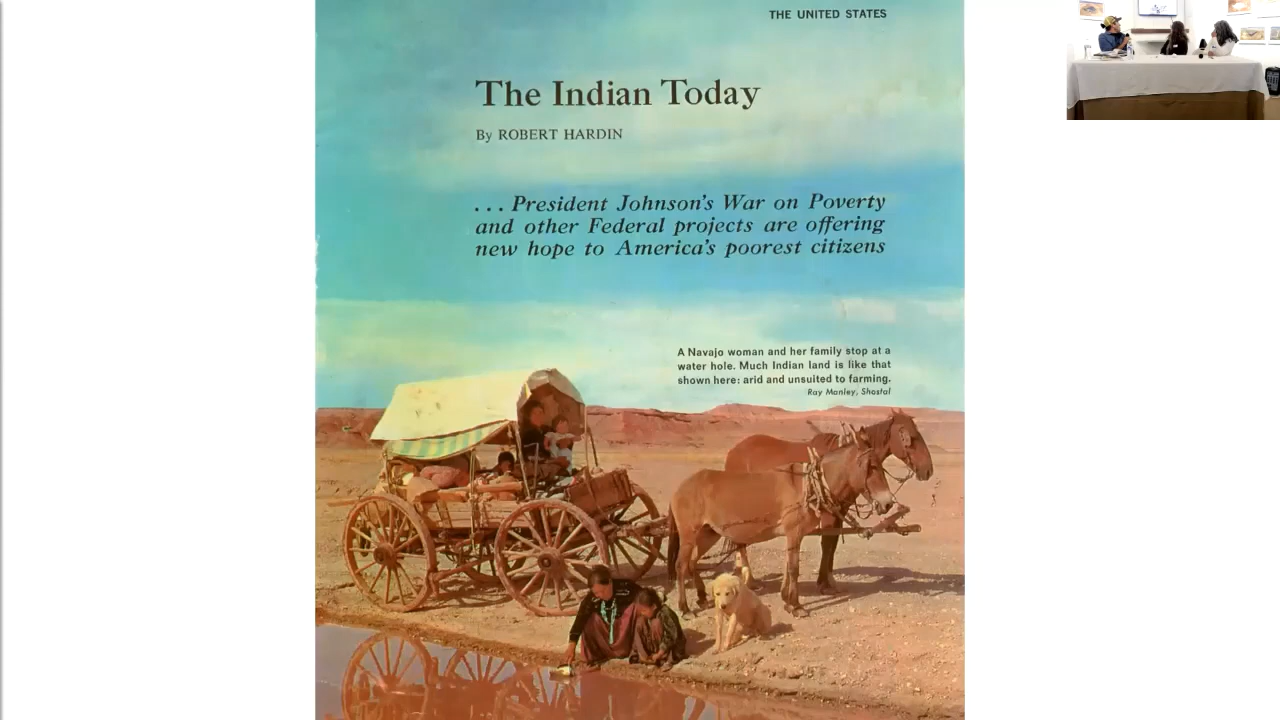 THE UNITED STATES
The Indian Today
By ROBERT HARDIN
. . . President Johnson's War on Poverty
and other Federal projects are offering
new hope to America's poorest citizens
A Navajo woman and her family stop at a
water hole. Much Indian land is like that
shown here: arid and unsuited to farming.
Ray Manley, Shostal